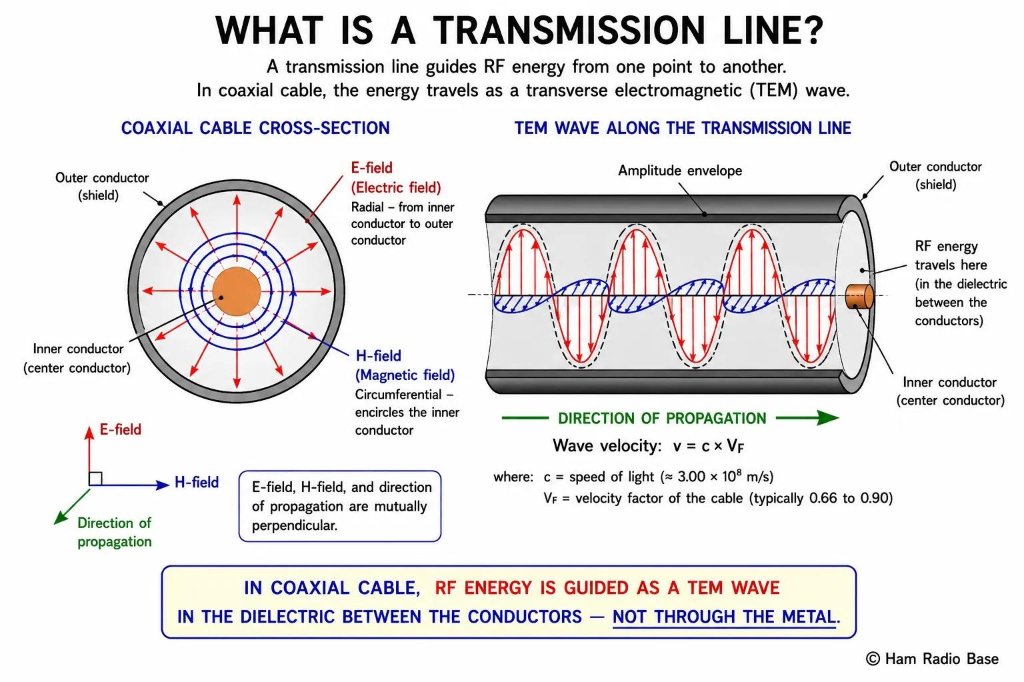 WHAT IS A TRANSMISSION LINE?
A transmission line guides RF energy from one point to another.
In coaxial cable, the energy travels as a transverse electromagnetic (TEM) wave.
COAXIAL CABLE CROSS-SECTION
Outer conductor
(shield)
E-field
(Electric field)
Radial – from inner
conductor to outer
conductor
Inner conductor
(center conductor)
H-field
(Magnetic field)
Circumferential –
encircles the inner
conductor
E-field
H-field
Direction of
propagation
E-field, H-field, and direction
of propagation are mutually
perpendicular.
TEM WAVE ALONG THE TRANSMISSION LINE
Amplitude envelope
Outer conductor
(shield)
RF energy
travels here
(in the dielectric
between the
conductors)
Inner conductor
(center conductor)
DIRECTION OF PROPAGATION
Wave velocity: v = c × VF
where: c = speed of light (≈ 3.00 × 10⁸ m/s)
VF = velocity factor of the cable (typically 0.66 to 0.90)
IN COAXIAL CABLE, RF ENERGY IS GUIDED AS A TEM WAVE
IN THE DIELECTRIC BETWEEN THE CONDUCTORS — NOT THROUGH THE METAL.
© Ham Radio Base